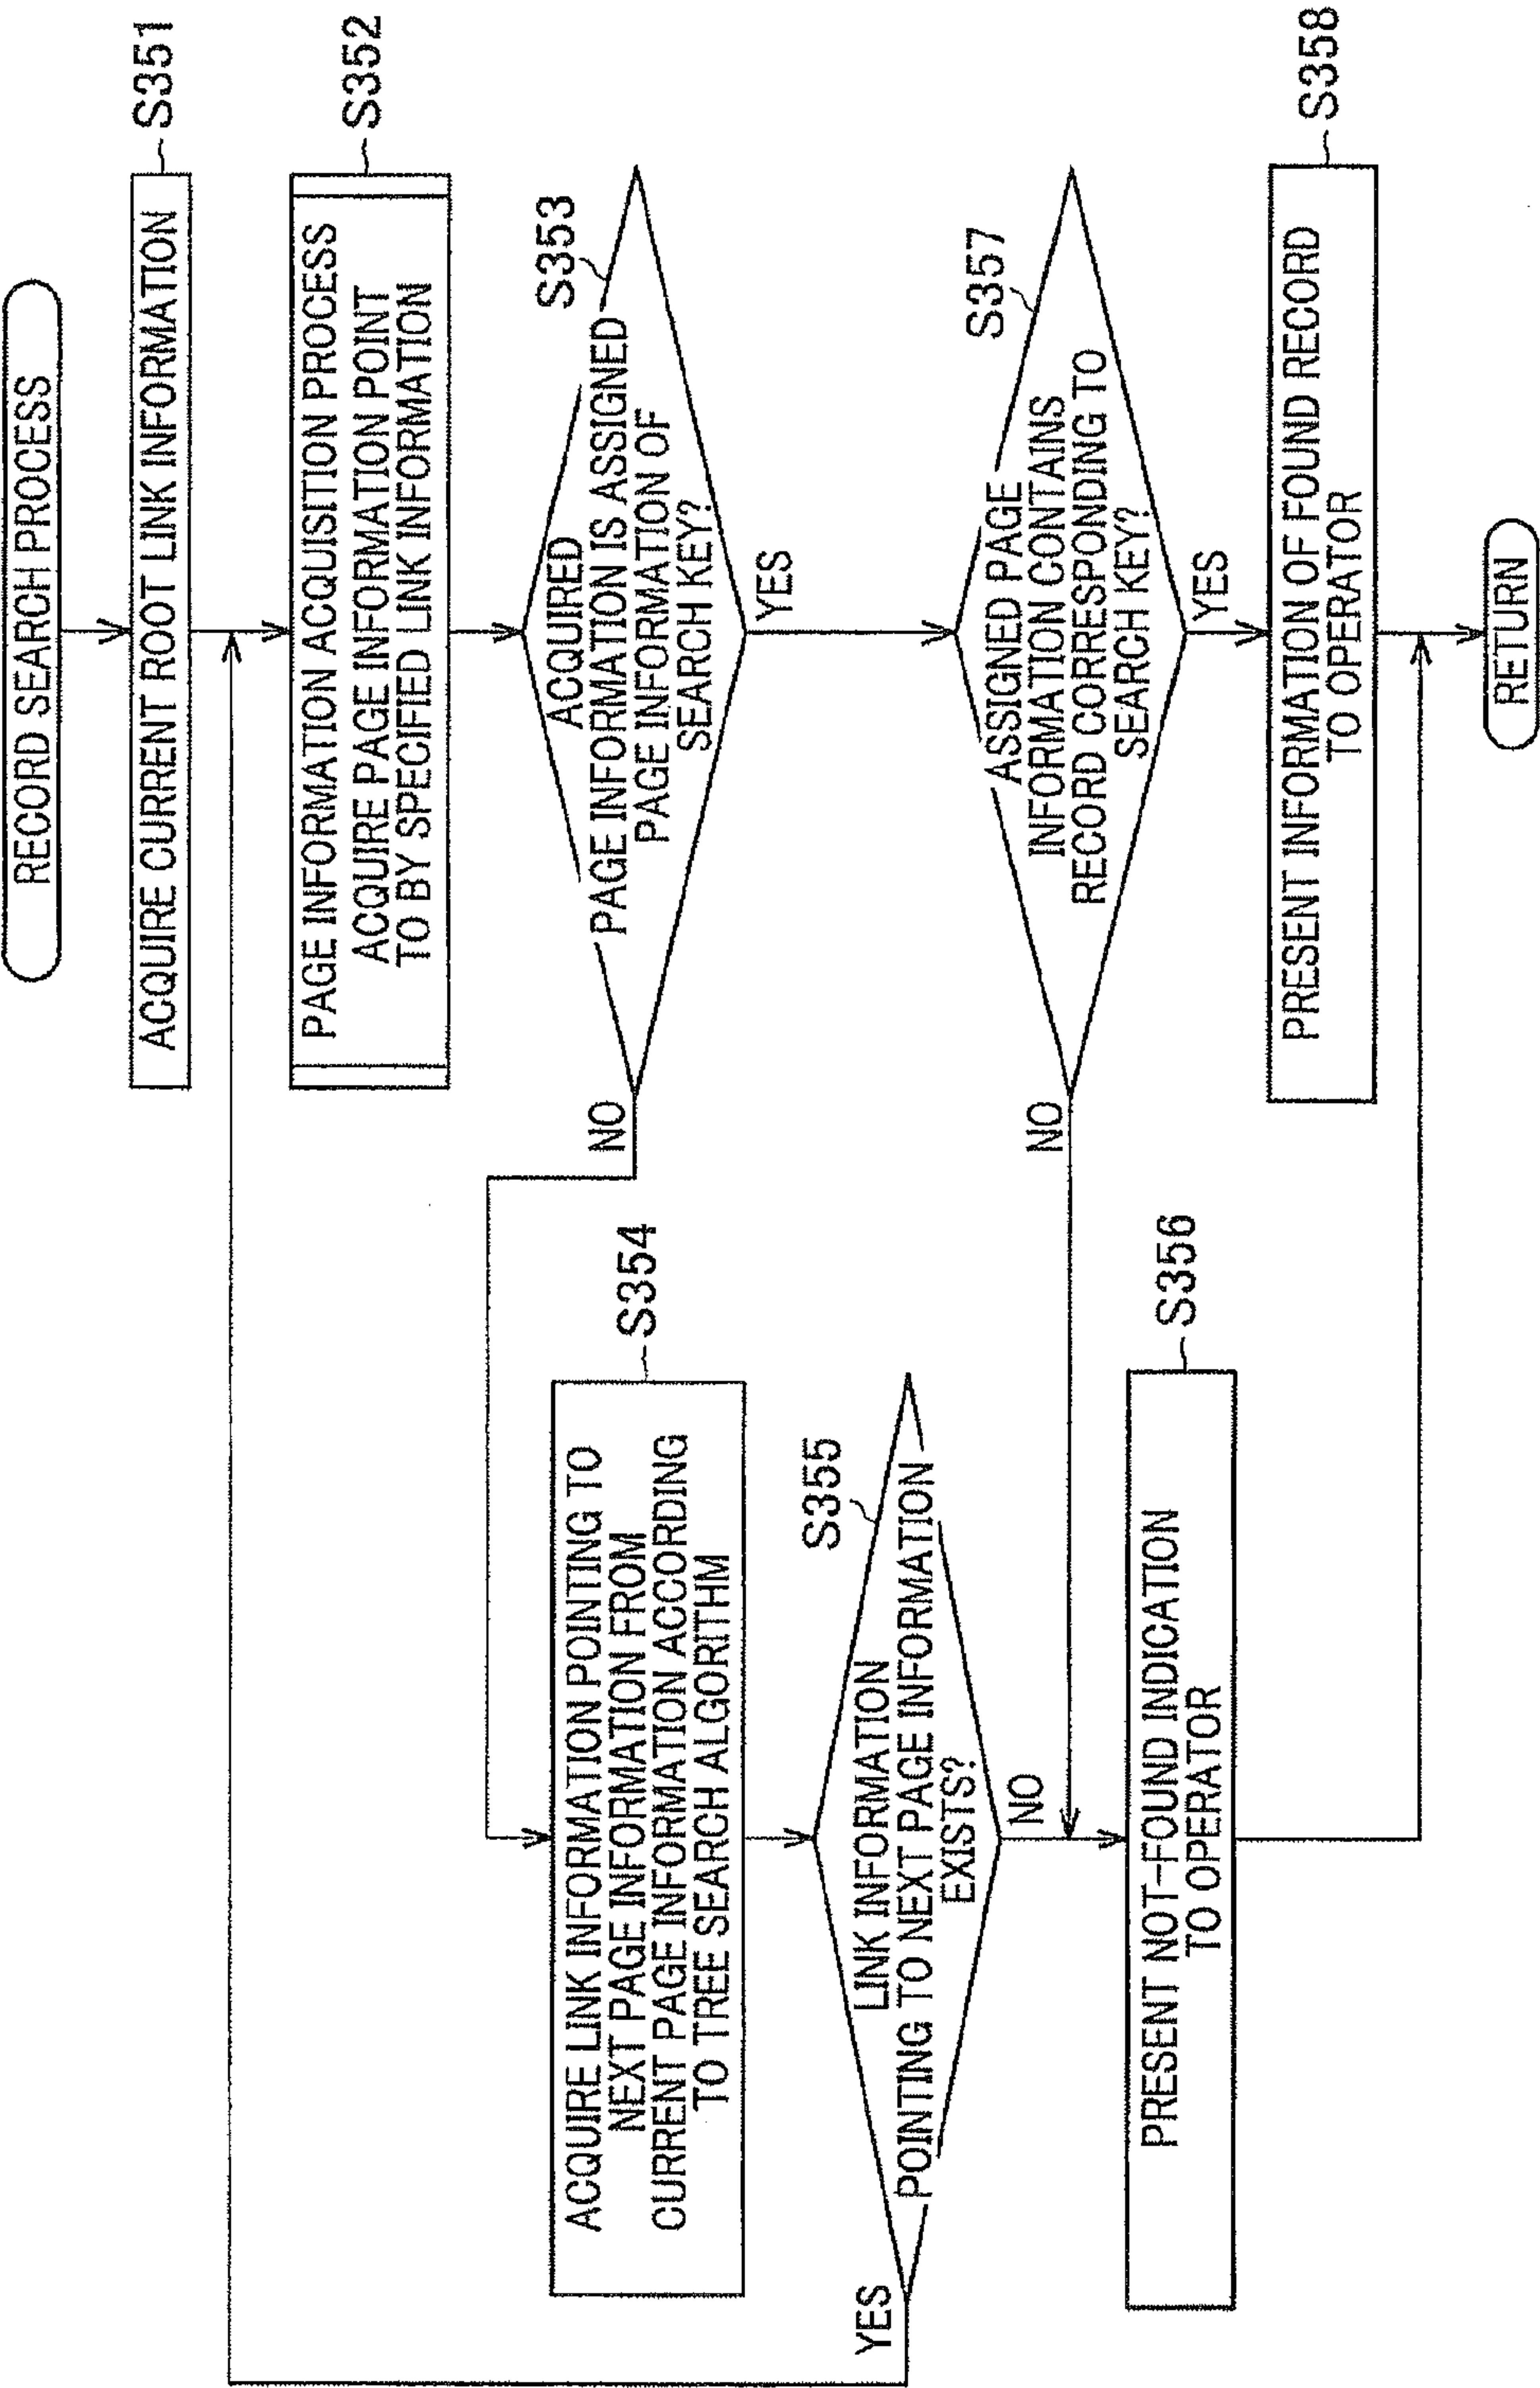 RECORD SEARCH PROCESS
ACQUIRE CURRENT ROOT LINK INFORMATION
S351
PAGE INFORMATION ACQUISITION PROCESS
ACQUIRE PAGE INFORMATION POINT
TO BY SPECIFIED LINK INFORMATION
S352
S353
ACQUIRED
PAGE INFORMATION IS ASSIGNED
PAGE INFORMATION OF
SEARCH KEY?
NO
YES
S354
ACQUIRE LINK INFORMATION POINTING TO
NEXT PAGE INFORMATION FROM
CURRENT PAGE INFORMATION ACCORDING
TO TREE SEARCH ALGORITHM
S355
LINK INFORMATION
POINTING TO NEXT PAGE INFORMATION
EXISTS?
YES
NO
S357
ASSIGNED PAGE
INFORMATION CONTAINS
RECORD CORRESPONDING TO
SEARCH KEY?
NO
YES
S356
PRESENT NOT-FOUND INDICATION
TO OPERATOR
S358
PRESENT INFORMATION OF FOUND RECORD
TO OPERATOR
RETURN